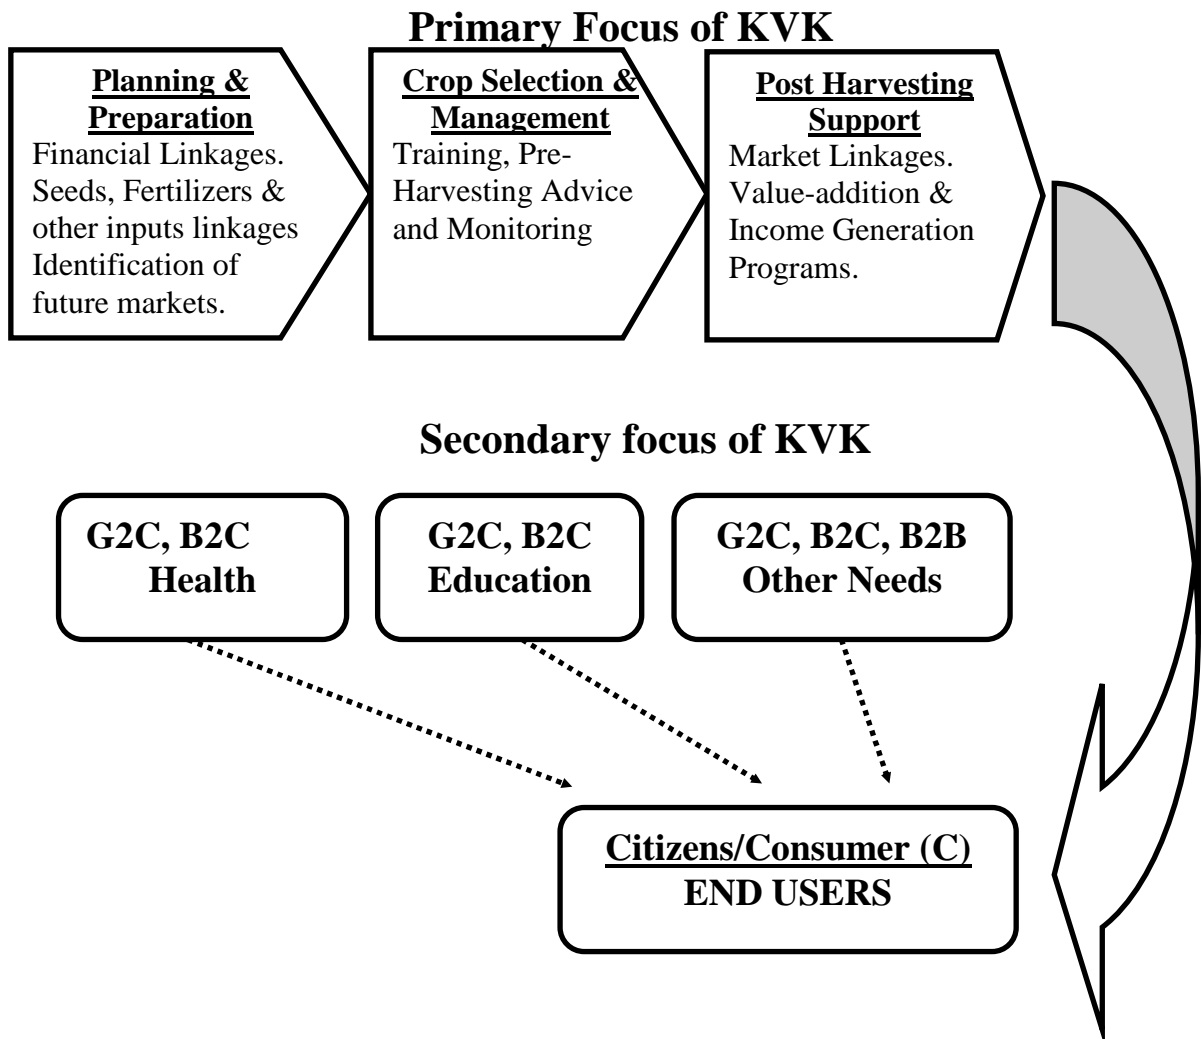 Primary Focus of KVK
Planning &
Preparation
Financial Linkages.
Seeds, Fertilizers &
other inputs linkages
Identification of
future markets.
Crop Selection &
Management
Training, Pre-
Harvesting Advice
and Monitoring
Post Harvesting
Support
Market Linkages.
Value-addition &
Income Generation
Programs.
Secondary focus of KVK
G2C, B2C
Health
G2C, B2C
Education
G2C, B2C, B2B
Other Needs
Citizens/Consumer (C)
END USERS